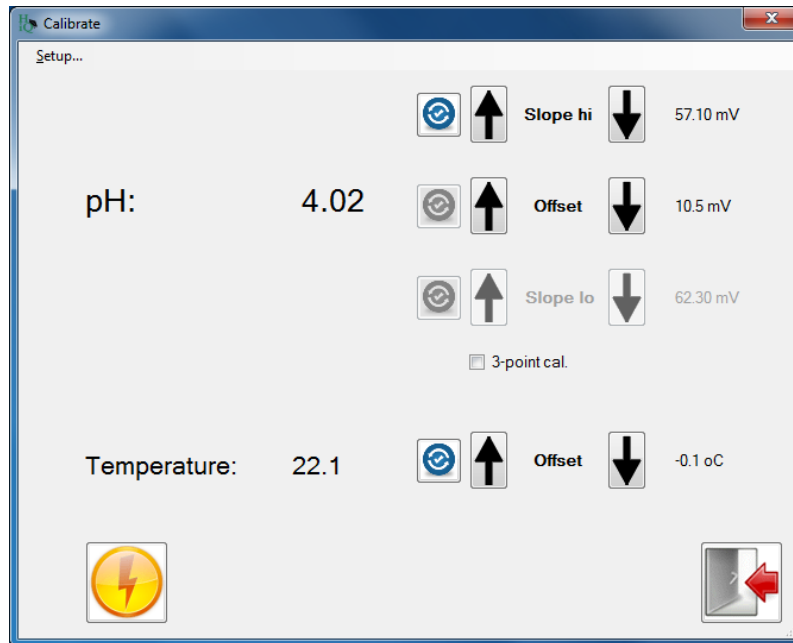 Calibrate
Setup...
Slope hi 57.10 mV
pH: 4.02 Offset 10.5 mV
Slope lo 62.30 mV
3-point cal.
Temperature: 22.1 Offset -0.1 oC